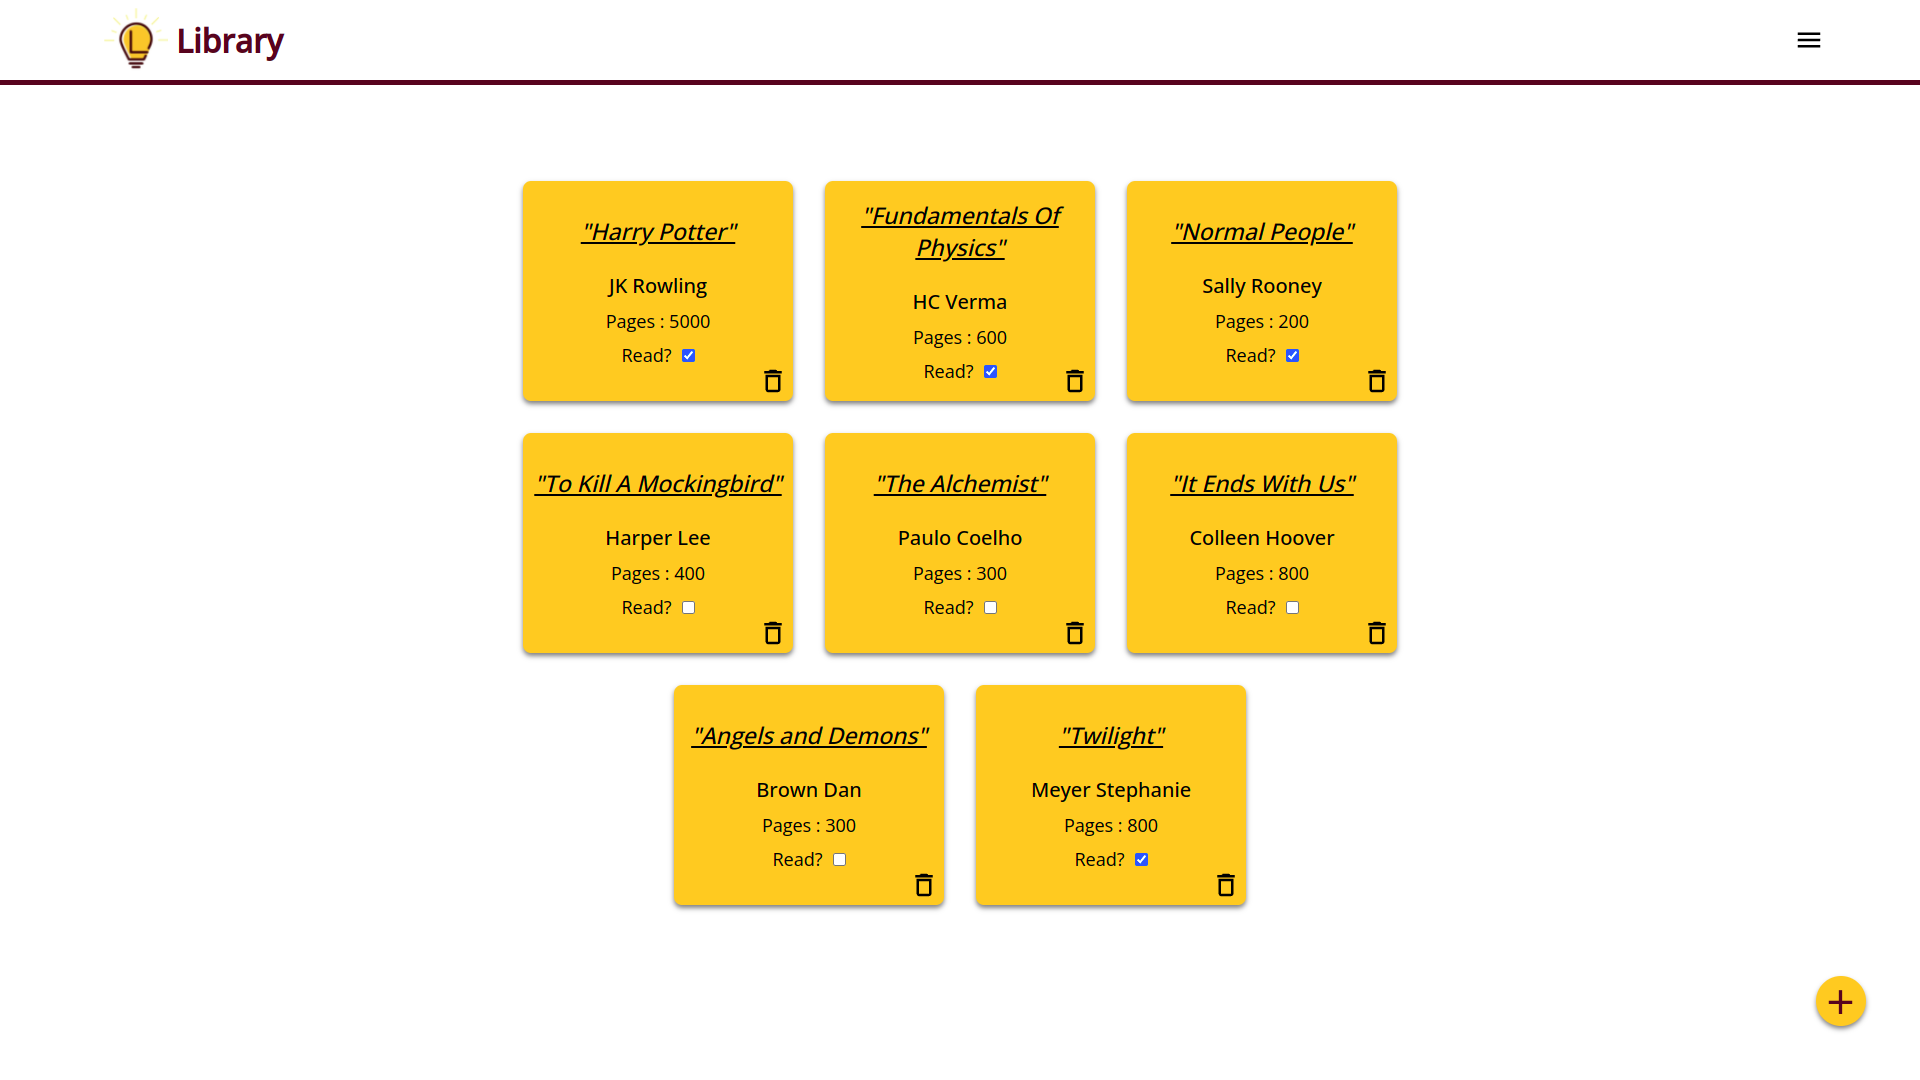 L
Library
"Harry Potter"
JK Rowling
Pages : 5000
Read?
"Fundamentals Of
Physics"
HC Verma
Pages : 600
Read?
"Normal People"
Sally Rooney
Pages : 200
Read?
"To Kill A Mockingbird"
Harper Lee
Pages : 400
Read?
"The Alchemist"
Paulo Coelho
Pages : 300
Read?
"It Ends With Us"
Colleen Hoover
Pages : 800
Read?
"Angels and Demons"
Brown Dan
Pages : 300
Read?
"Twilight"
Meyer Stephanie
Pages : 800
Read?